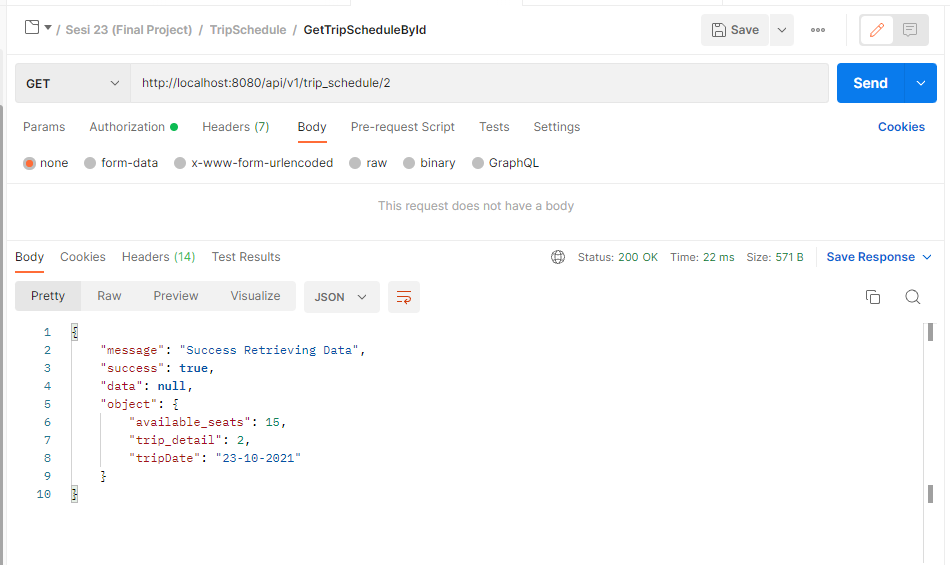 / Sesi 23 (Final Project) / TripSchedule / GetTripScheduleById
Save
GET
http://localhost:8080/api/v1/trip_schedule/2
Send
Params Authorization Headers (7) Body Pre-request Script Tests Settings Cookies
none form-data x-www-form-urlencoded raw binary GraphQL
This request does not have a body
Body Cookies Headers (14) Test Results Status: 200 OK Time: 22 ms Size: 571 B Save Response
Pretty Raw Preview Visualize JSON
1 {
2 "message": "Success Retrieving Data",
3 "success": true,
4 "data": null,
5 "object": {
6 "available_seats": 15,
7 "trip_detail": 2,
8 "tripDate": "23-10-2021"
9 }
10 }